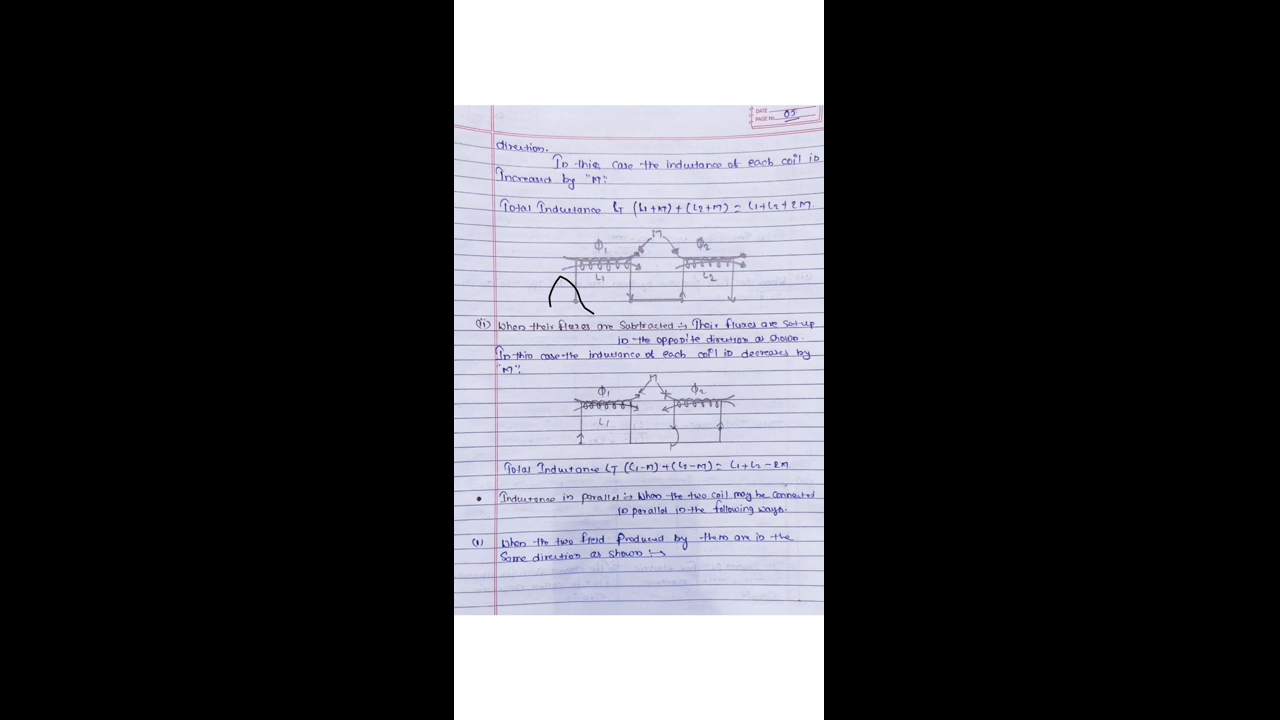 DATE
PAGE No. 05
direction.
In this case the inductance of each coil is
Increased by "M".
Total Inductance LT (L1+M)+(L2+M) = L1+L2+2M.
M
Φ1 Φ2
L1 L2
(ii) When their fluxes are Subtracted :→ Their fluxes are set up
in the opposite direction as shown.
In this case the inductance of each coil is decreases by
"M".
M
Φ1 Φ2
L1
Total Inductance LT (L1-M)+(L2-M) = L1+L2-2M
• Inductance in parallel :→ When the two coil may be connected
in parallel in the following ways.
(i) When the two field produced by them are in the
Same direction as shown :→